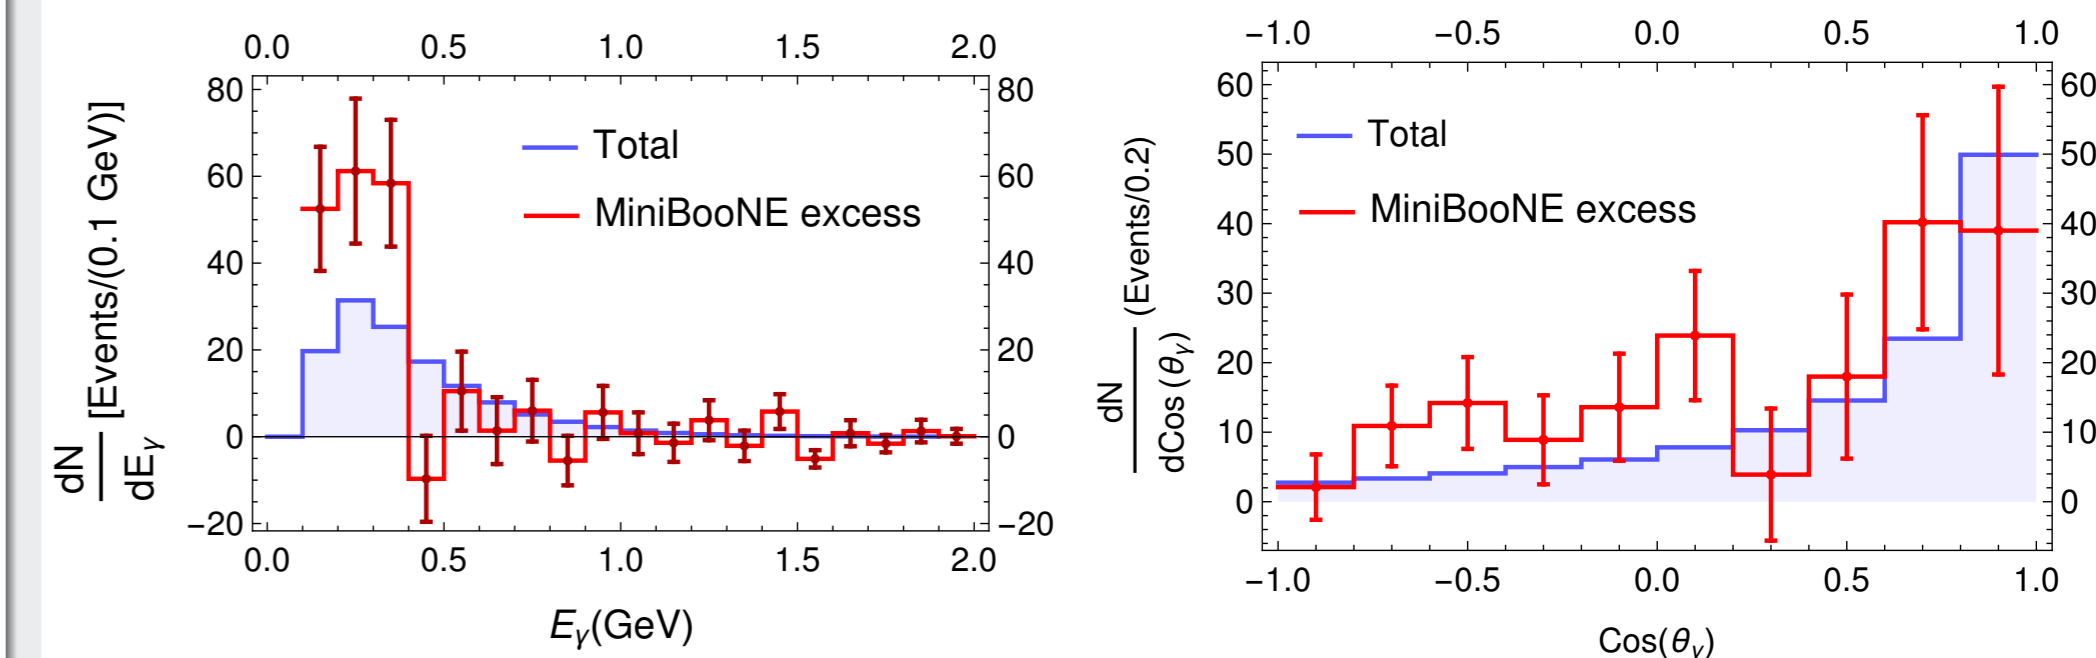 0.0 0.5 1.0 1.5 2.0
80 80
60 60
40 40
20 20
0 0
−20 −20
0.0 0.5 1.0 1.5 2.0
Total
MiniBooNE excess
dN
dEγ
[Events/(0.1 GeV)]
Eγ(GeV)
−1.0 −0.5 0.0 0.5 1.0
60 60
50 50
40 40
30 30
20 20
10 10
0 0
−1.0 −0.5 0.0 0.5 1.0
Total
MiniBooNE excess
dN
dCos(θγ)
(Events/0.2)
Cos(θγ)